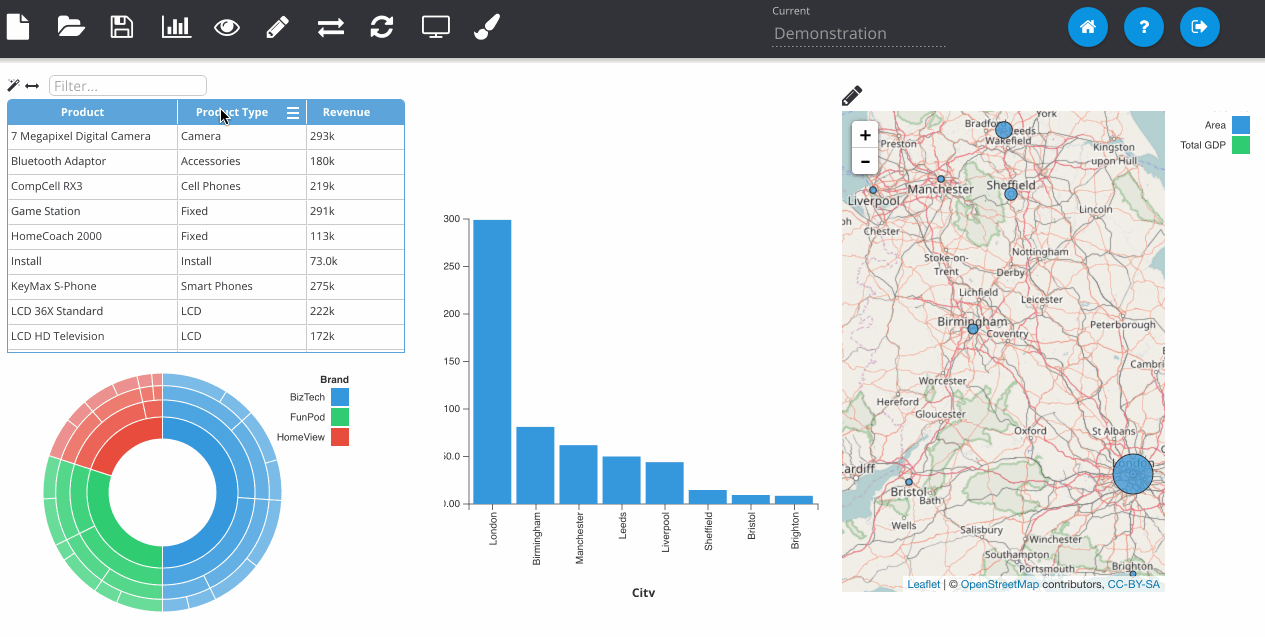 Current
Demonstration
Filter...
Product Product Type Revenue
7 Megapixel Digital Camera Camera 293k
Bluetooth Adaptor Accessories 180k
CompCell RX3 Cell Phones 219k
Game Station Fixed 291k
HomeCoach 2000 Fixed 113k
Install Install 73.0k
KeyMax S-Phone Smart Phones 275k
LCD 36X Standard LCD 222k
LCD HD Television LCD 172k
Brand
BizTech
FunPod
HomeView
300
250
200
150
100
50.0
0.00
London
Birmingham
Manchester
Leeds
Liverpool
Sheffield
Bristol
Brighton
City
+
−
York
Bradford
Leeds
Preston
Wakefield
Kingston
upon Hull
Manchester
Sheffield
Liverpool
Lincoln
Chester
Nottingham
Stoke-on-
Trent
Derby
Lichfield
Leicester
Birmingham
Coventry
Peterborough
Cambri
Worcester
Hereford
Gloucester
Oxford
St Albans
London
Cardiff
Bristol
Bath
Wells
Salisbury
Winchester
Southampton
Portsmouth
Brighton
Leaflet | © OpenStreetMap contributors, CC-BY-SA
Area
Total GDP